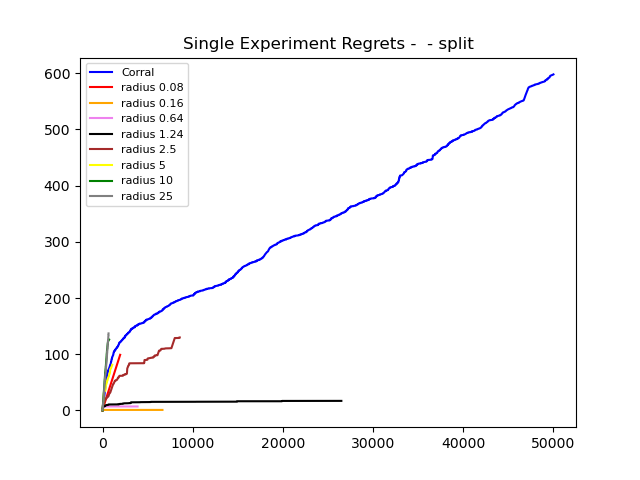 Single Experiment Regrets -  - split
Corral
radius 0.08
radius 0.16
radius 0.64
radius 1.24
radius 2.5
radius 5
radius 10
radius 25
600
500
400
300
200
100
0
0 10000 20000 30000 40000 50000